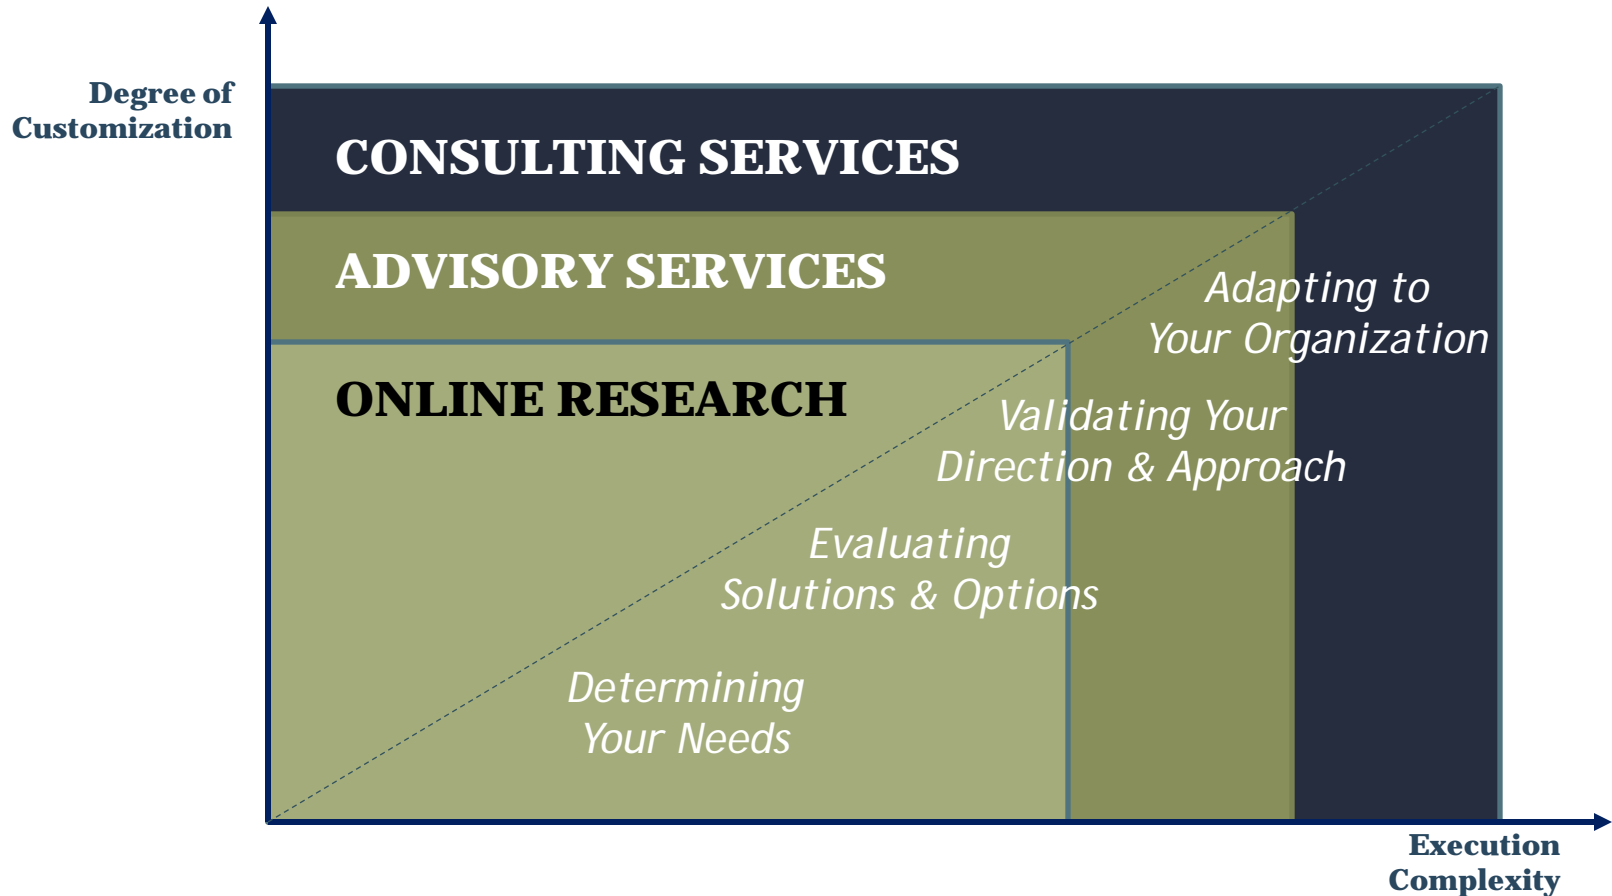 Degree of
Customization
CONSULTING SERVICES
ADVISORY SERVICES
Adapting to
Your Organization
ONLINE RESEARCH
Validating Your
Direction & Approach
Evaluating
Solutions & Options
Determining
Your Needs
Execution
Complexity